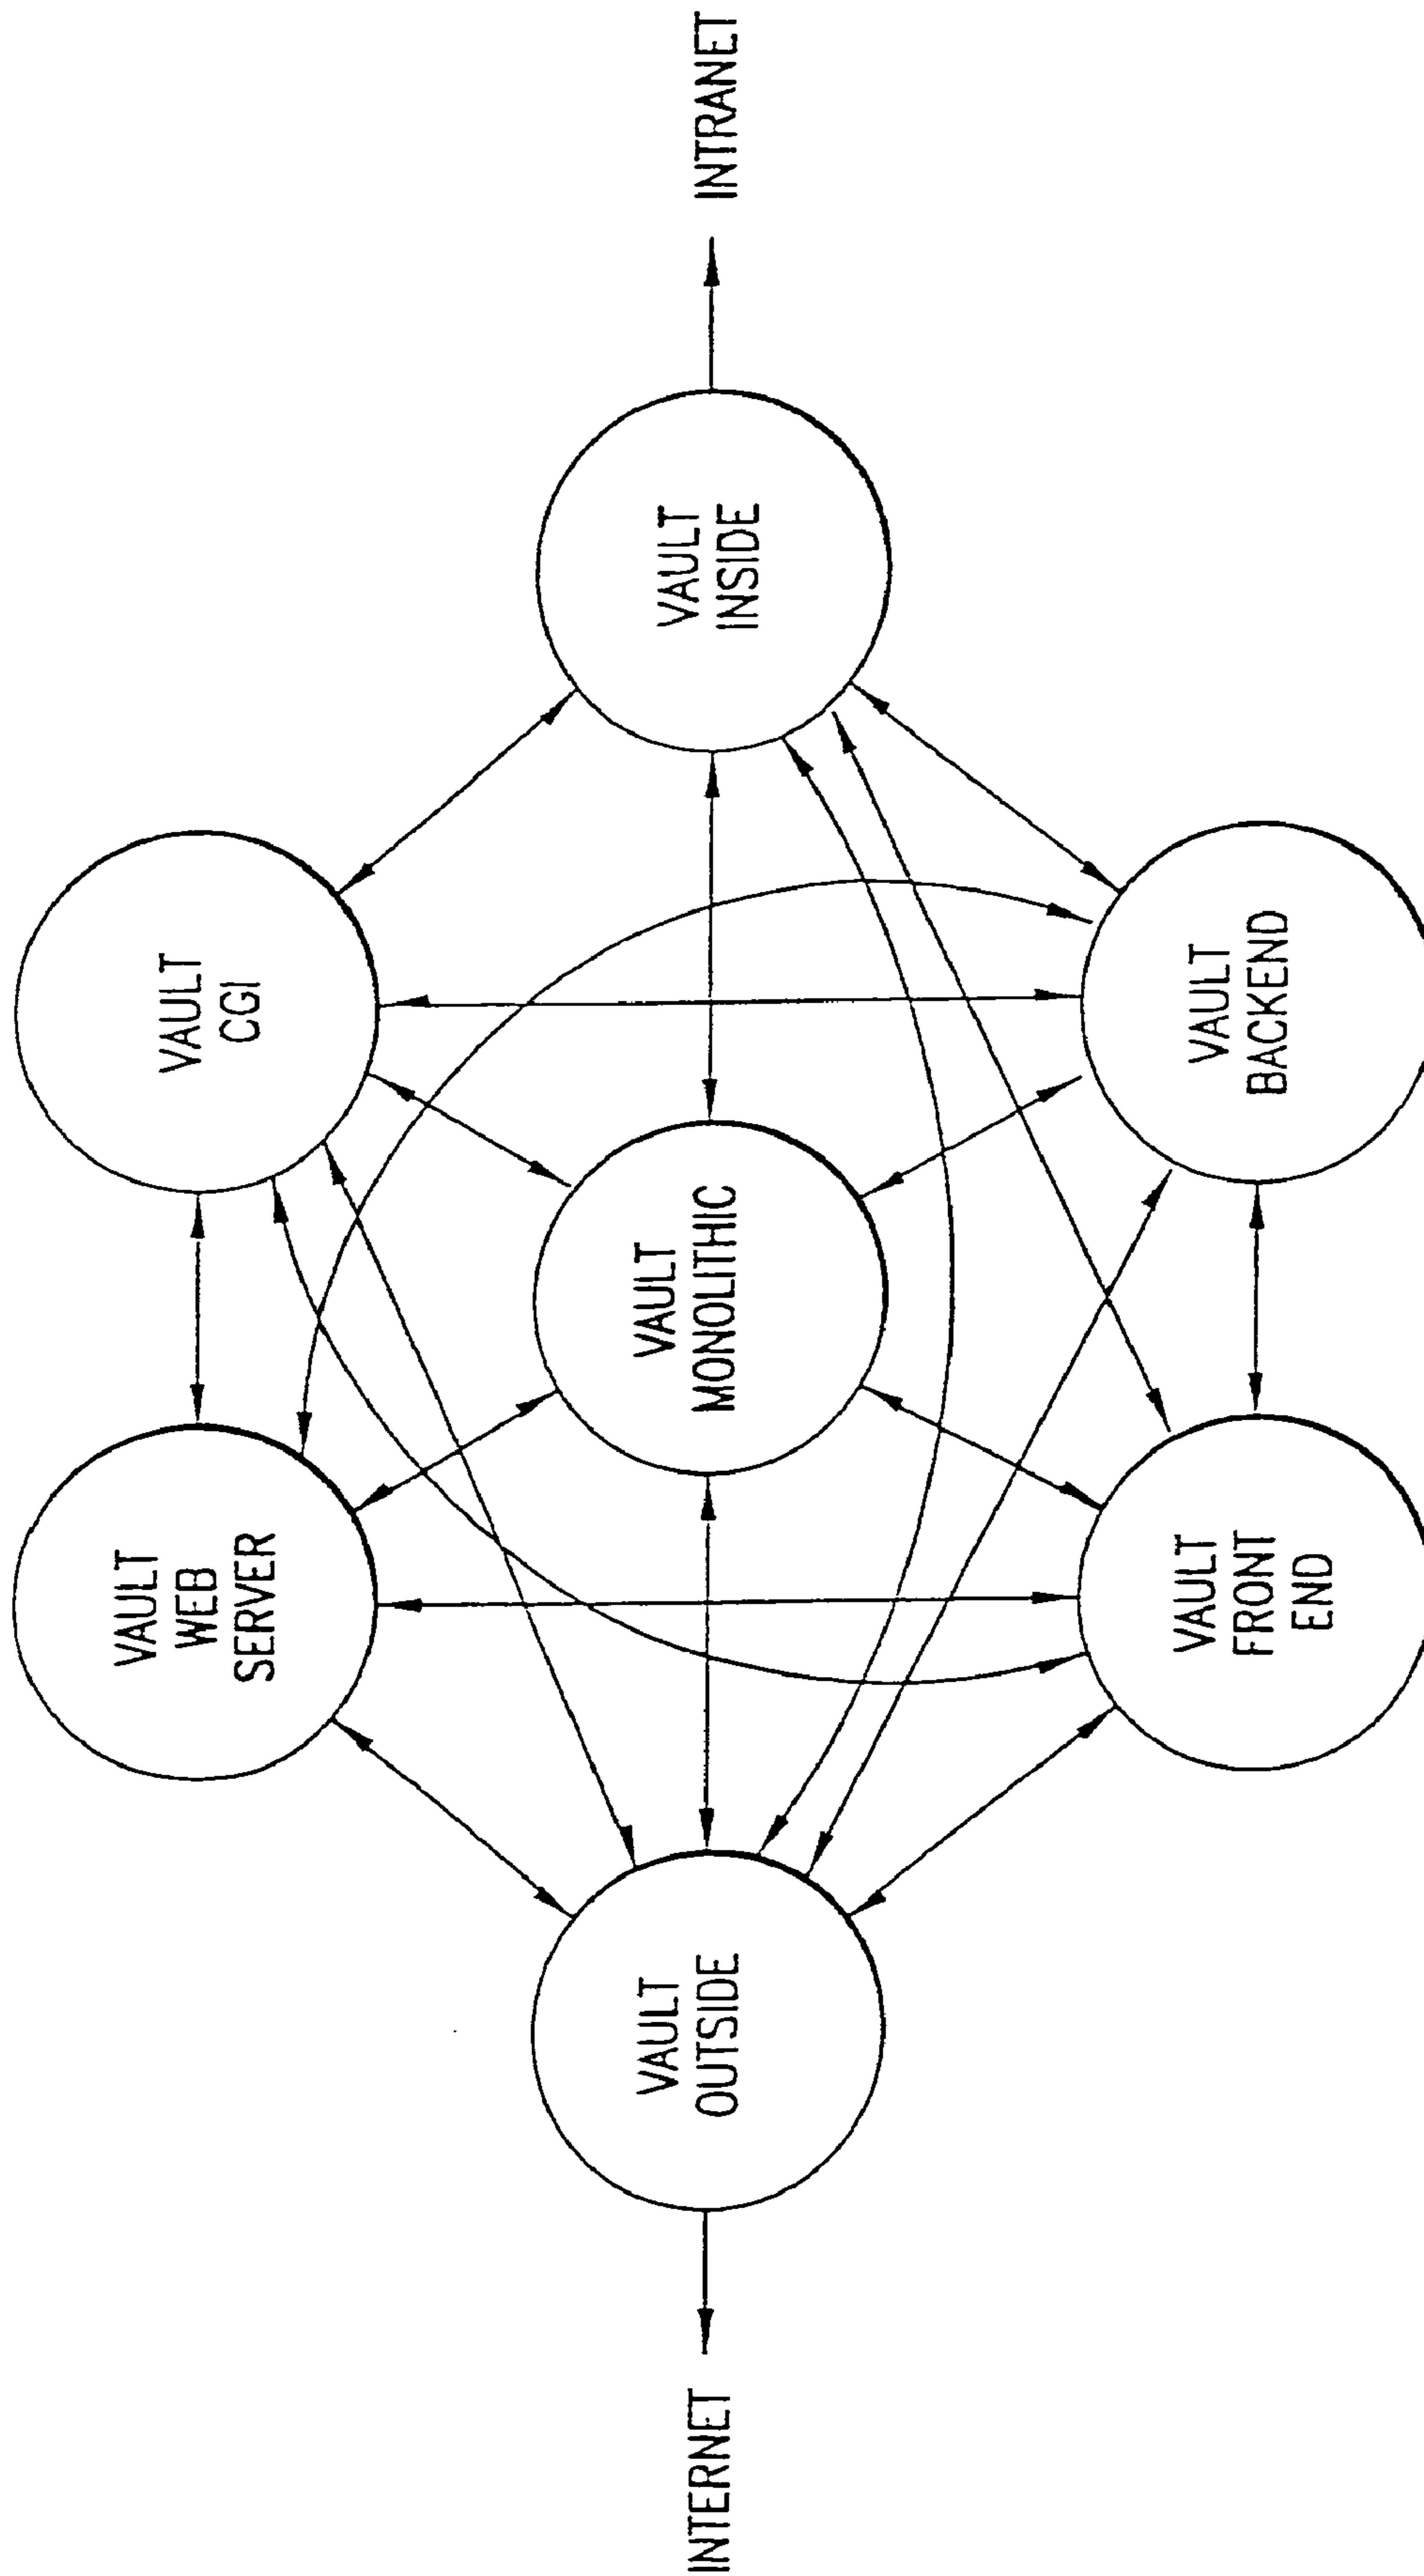 VAULT
WEB
SERVER
VAULT
CGI
INTERNET
VAULT
OUTSIDE
VAULT
MONOLITHIC
VAULT
INSIDE
INTRANET
VAULT
FRONT
END
VAULT
BACKEND